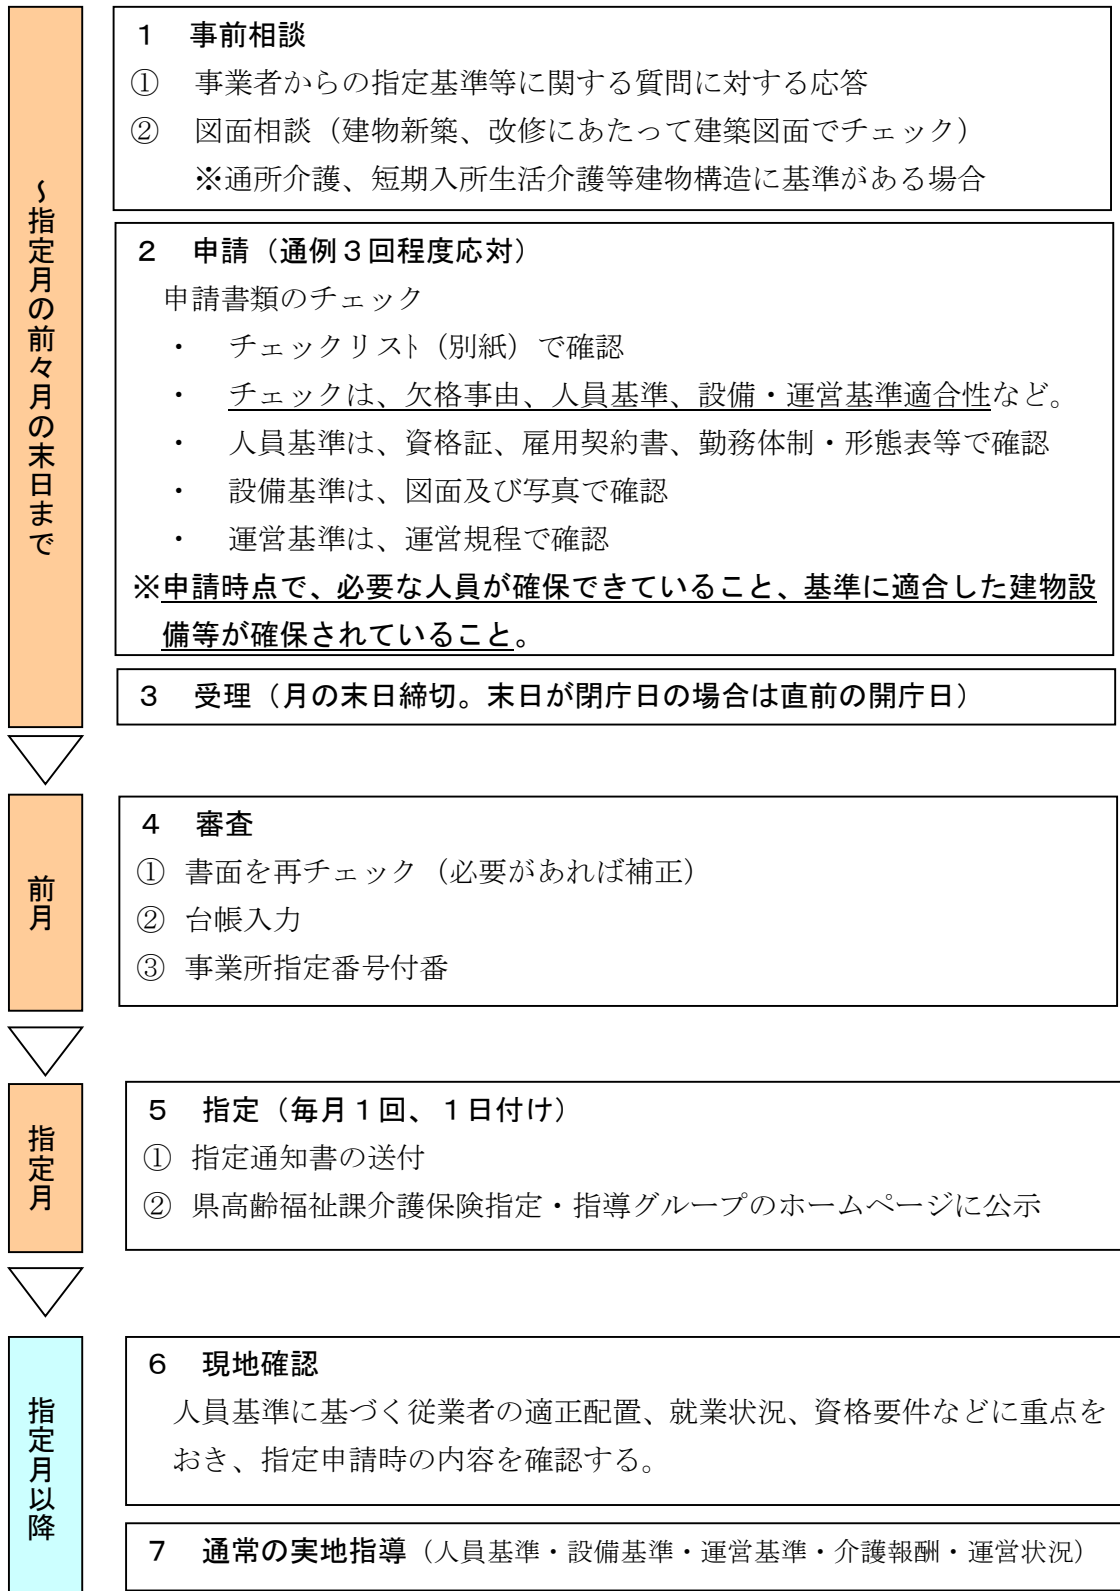 ~指定月の前々月の末日まで
1 事前相談
① 事業者からの指定基準等に関する質問に対する応答
② 図面相談(建物新築、改修にあたって建築図面でチェック)
※通所介護、短期入所生活介護等建物構造に基準がある場合
2 申請(通例3回程度応対)
申請書類のチェック
・ チェックリスト(別紙)で確認
・ チェックは、欠格事由、人員基準、設備・運営基準適合性など。
・ 人員基準は、資格証、雇用契約書、勤務体制・形態表等で確認
・ 設備基準は、図面及び写真で確認
・ 運営基準は、運営規程で確認
※申請時点で、必要な人員が確保できていること、基準に適合した建物設
備等が確保されていること。
3 受理(月の末日締切。末日が閉庁日の場合は直前の開庁日)
前月
4 審査
① 書面を再チェック(必要があれば補正)
② 台帳入力
③ 事業所指定番号付番
指定月
5 指定(毎月1回、1日付け)
① 指定通知書の送付
② 県高齢福祉課介護保険指定・指導グループのホームページに公示
指定月以降
6 現地確認
人員基準に基づく従業者の適正配置、就業状況、資格要件などに重点を
おき、指定申請時の内容を確認する。
7 通常の実地指導(人員基準・設備基準・運営基準・介護報酬・運営状況)